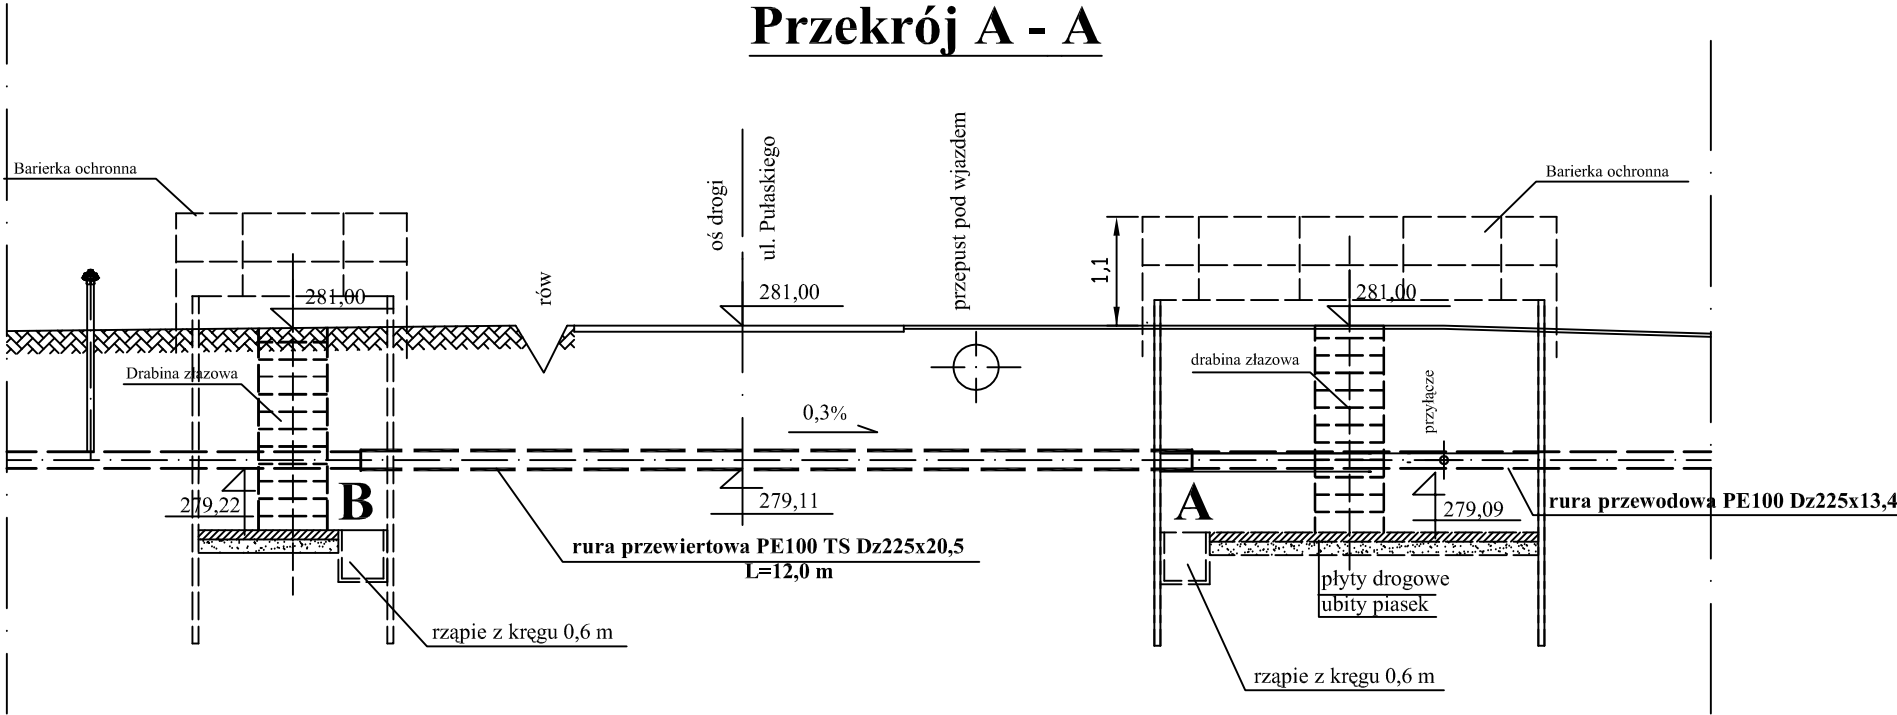 Przekrój A - A
Barierka ochronna
Barierka ochronna
oś drogi
ul. Pułaskiego
przepust pod wjazdem
rów
1,1
281,00
281,00
281,00
Drabina złazowa
drabina złazowa
przyłącze
0,3%
279,22
B
279,11
A
279,09
rura przewodowa PE100 Dz225x13,4
rura przewiertowa PE100 TS Dz225x20,5
L=12,0 m
płyty drogowe
ubity piasek
rząpie z kręgu 0,6 m
rząpie z kręgu 0,6 m